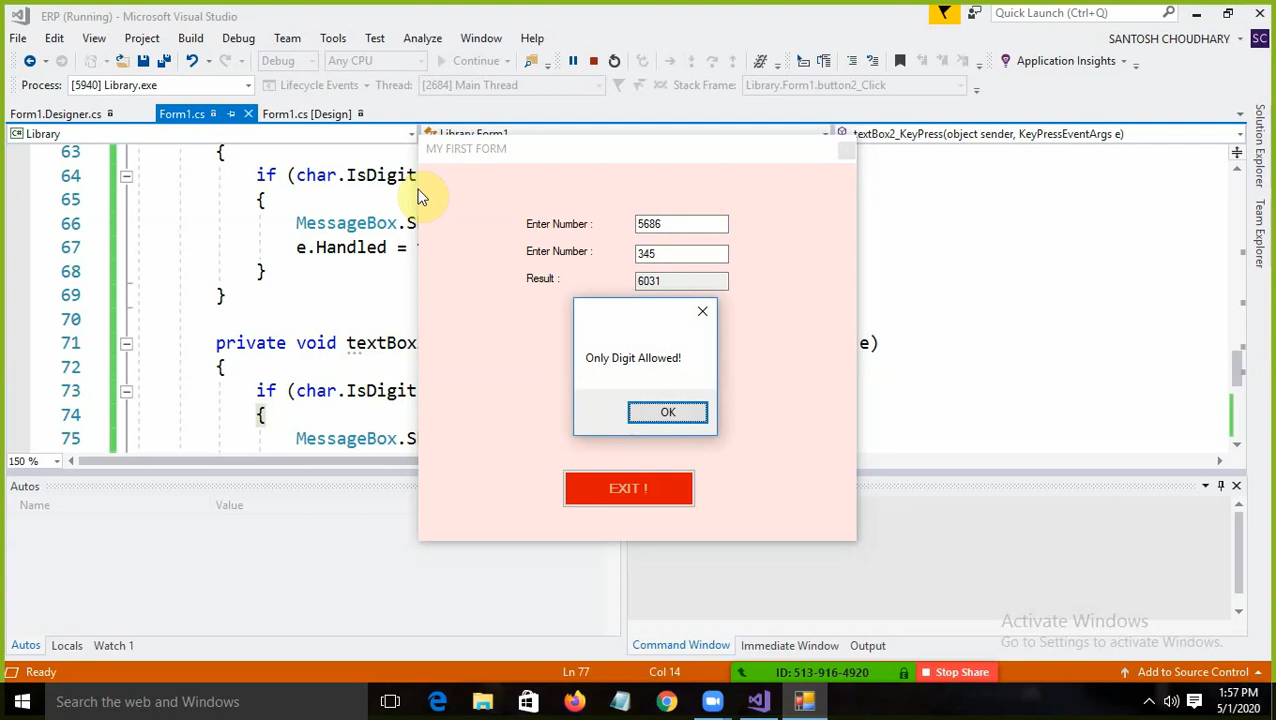 ERP (Running) - Microsoft Visual Studio
Quick Launch (Ctrl+Q)
File Edit View Project Build Debug Team Tools Test Analyze Window Help
SANTOSH CHOUDHARY SC
Debug Any CPU Continue Application Insights
Process: [5940] Library.exe Lifecycle Events Thread: [2684] Main Thread Stack Frame: Library.Form1.button2_Click
Form1.Designer.cs Form1.cs Form1.cs [Design]
Library Library.Form1 textBox2_KeyPress(object sender, KeyPressEventArgs e)
Solution Explorer
Team Explorer
MY FIRST FORM
63 {
64 if (char.IsDigit
65 {
66 MessageBox.S
67 e.Handled =
68 }
69 }
70
71 private void textBox e)
72 {
73 if (char.IsDigit
74 {
75 MessageBox.S
Enter Number : 5686
Enter Number : 345
Result : 6031
Only Digit Allowed!
OK
EXIT !
150 %
Autos
Name Value
Autos Locals Watch 1
Command Window Immediate Window Output
Activate Windows
Go to Settings to activate Windows.
Ready Ln 77 Col 14 ID: 513-916-4920 Stop Share Add to Source Control
Search the web and Windows
1:57 PM
5/1/2020